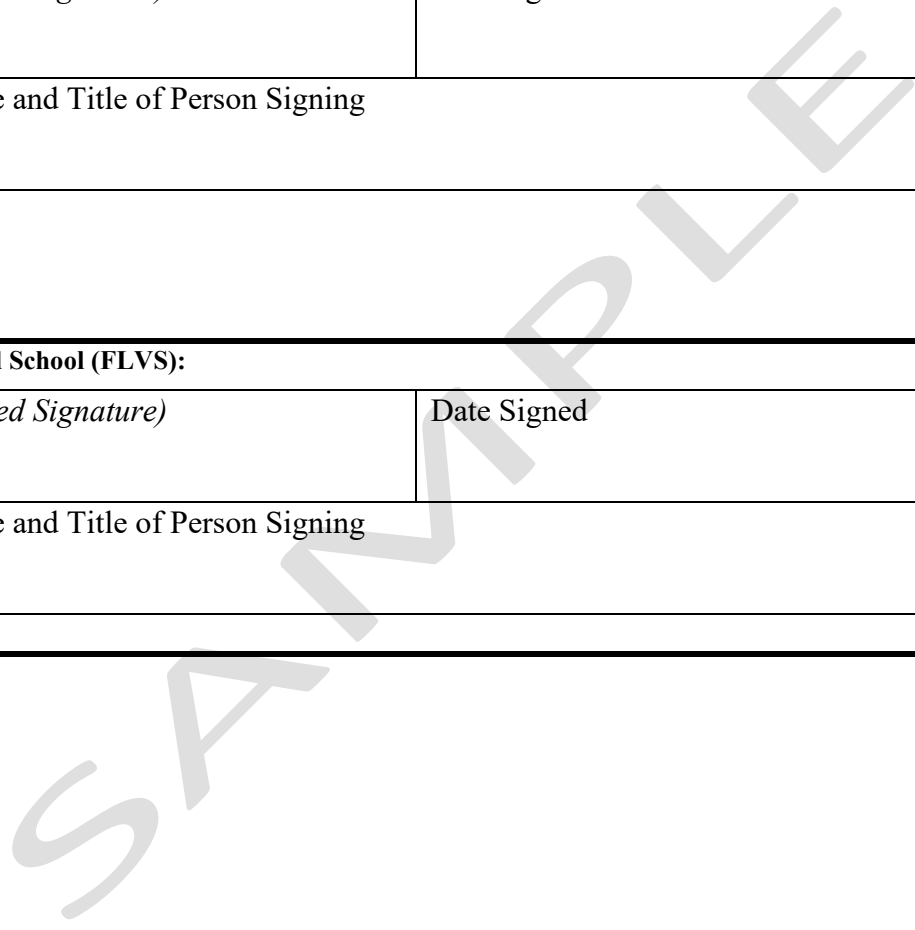 e and Title of Person Signing
l School (FLVS):
ed Signature) Date Signed
e and Title of Person Signing
SAMPLE